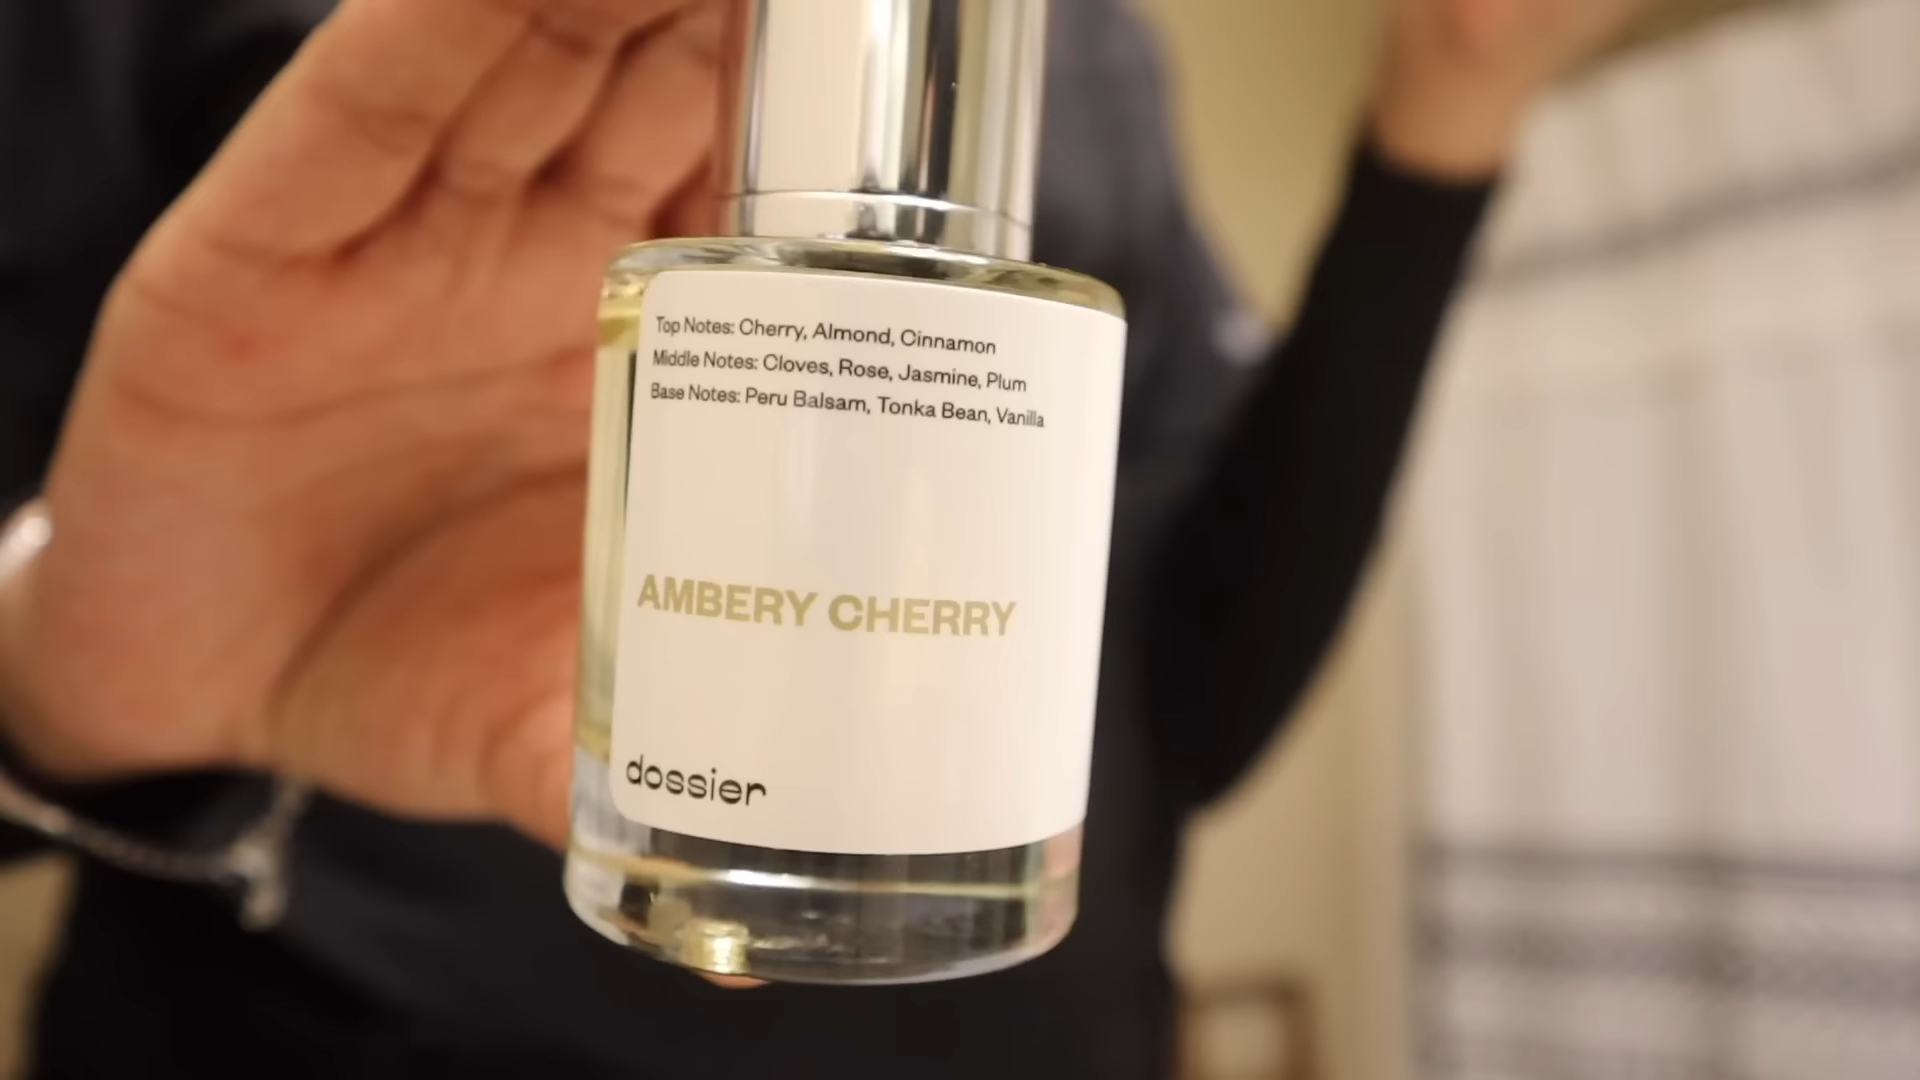 Top Notes: Cherry, Almond, Cinnamon
Middle Notes: Cloves, Rose, Jasmine, Plum
Base Notes: Peru Balsam, Tonka Bean, Vanilla
AMBERY CHERRY
dossier